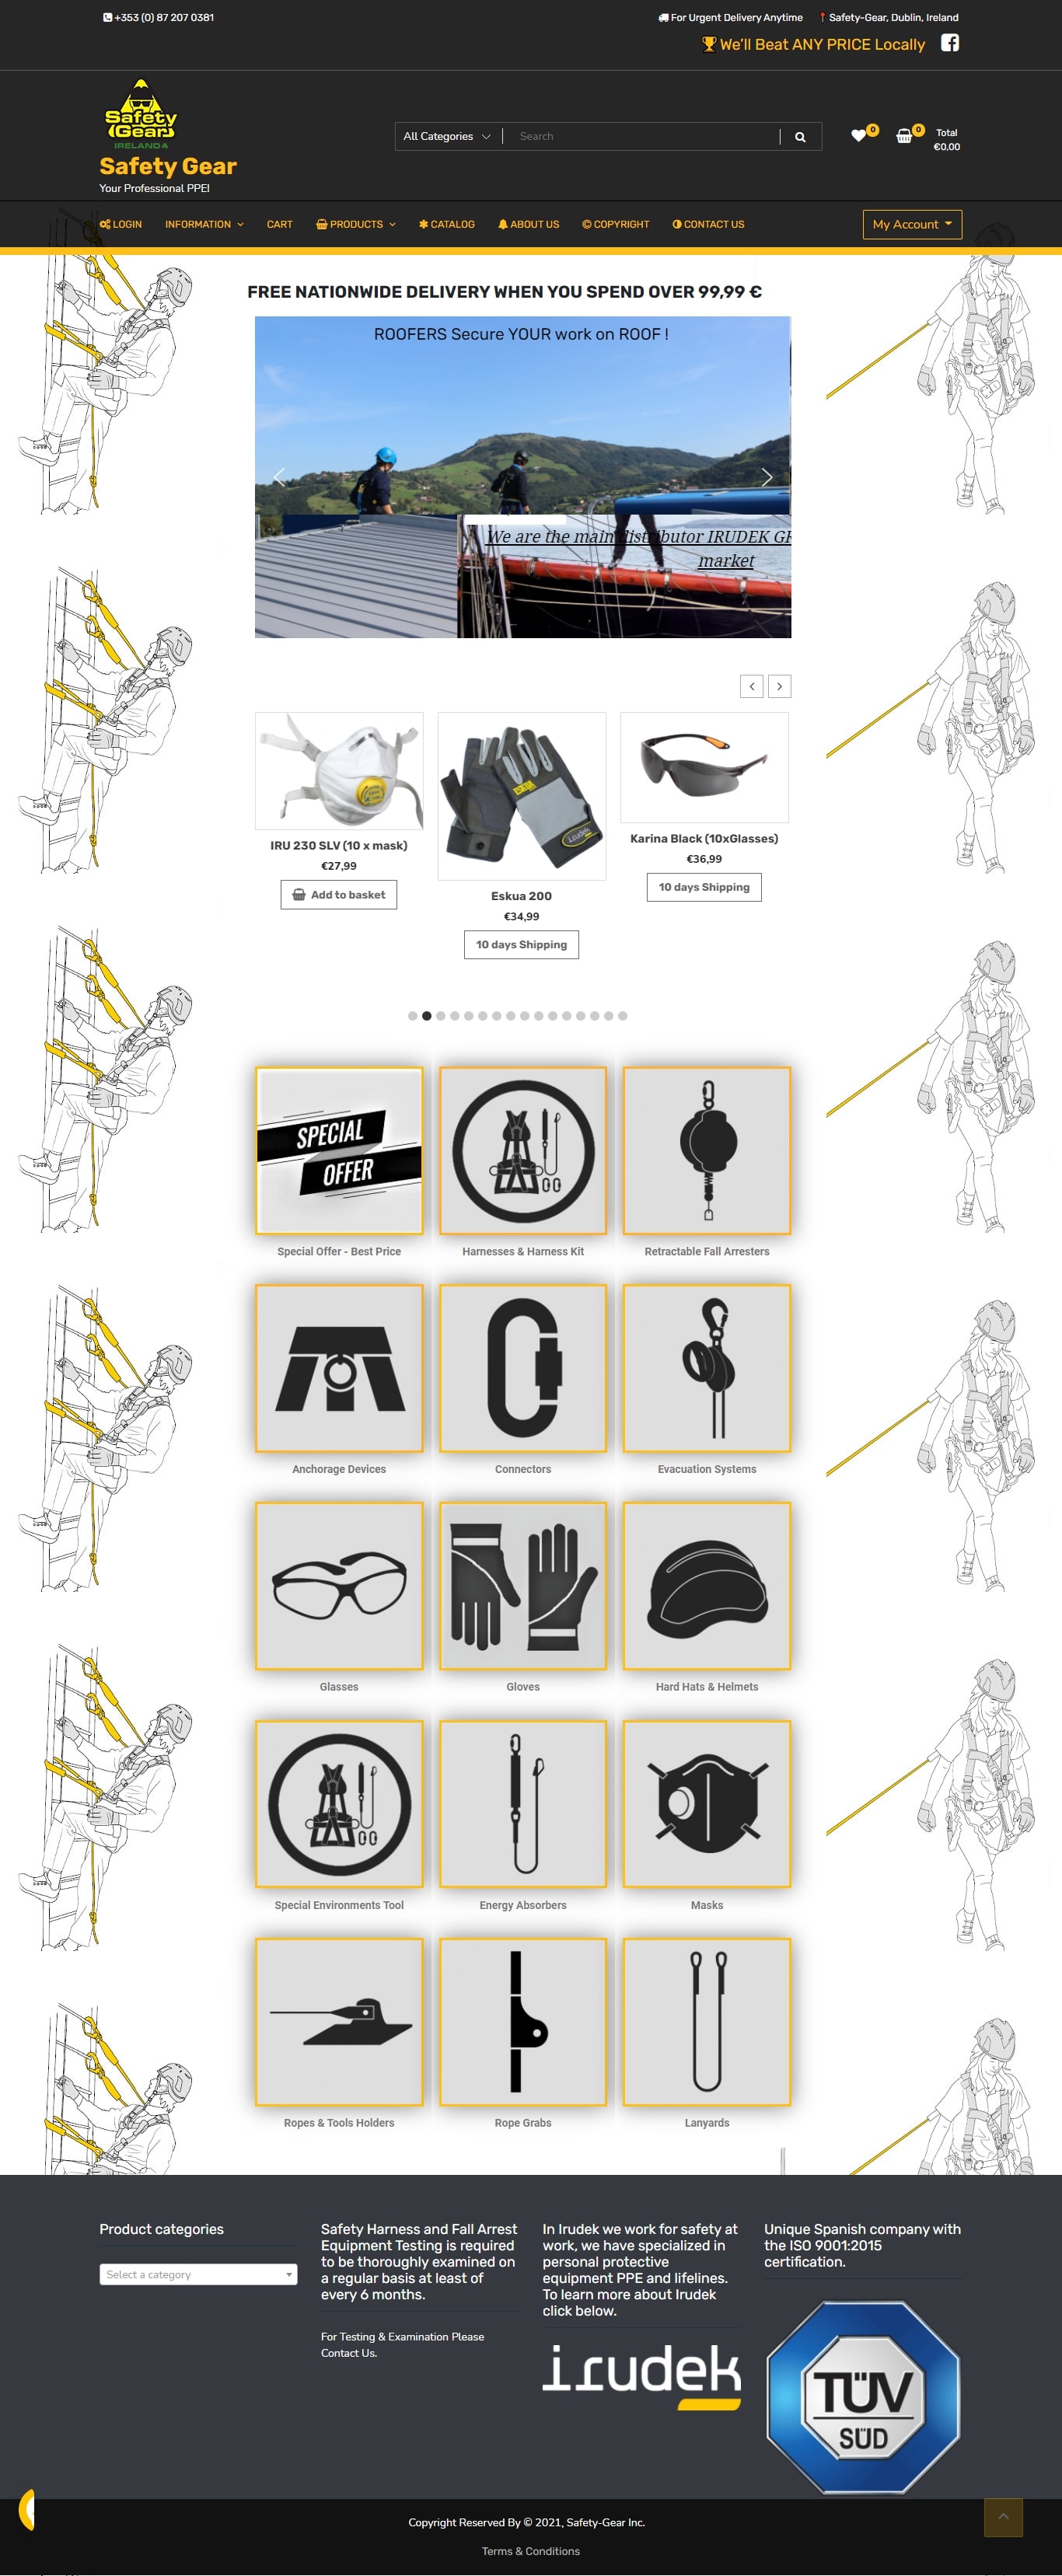 +353 (0) 87 207 0381
For Urgent Delivery Anytime
Safety-Gear, Dublin, Ireland
We'll Beat ANY PRICE Locally
Safety
Gear
IRELAND
Safety Gear
Your Professional PPEI
All Categories
Search
0
0
Total
€0,00
LOGIN
INFORMATION
CART
PRODUCTS
CATALOG
ABOUT US
COPYRIGHT
CONTACT US
My Account
FREE NATIONWIDE DELIVERY WHEN YOU SPEND OVER 99,99 €
ROOFERS Secure YOUR work on ROOF !
We are the main distributor IRUDEK GR
market
IRU 230 SLV (10 x mask)
€27,99
Add to basket
ESKUA
irudek
Eskua 200
€34,99
10 days Shipping
Karina Black (10xGlasses)
€36,99
10 days Shipping
SPECIAL
OFFER
Special Offer - Best Price
Harnesses & Harness Kit
Retractable Fall Arresters
Anchorage Devices
Connectors
Evacuation Systems
Glasses
Gloves
Hard Hats & Helmets
Special Environments Tool
Energy Absorbers
Masks
Ropes & Tools Holders
Rope Grabs
Lanyards
Product categories
Select a category
Safety Harness and Fall Arrest
Equipment Testing is required
to be thoroughly examined on
a regular basis at least of
every 6 months.
For Testing & Examination Please
Contact Us.
In Irudek we work for safety at
work, we have specialized in
personal protective
equipment PPE and lifelines.
To learn more about Irudek
click below.
irudek
Unique Spanish company with
the ISO 9001:2015
certification.
TÜV
SÜD
Copyright Reserved By © 2021, Safety-Gear Inc.
Terms & Conditions